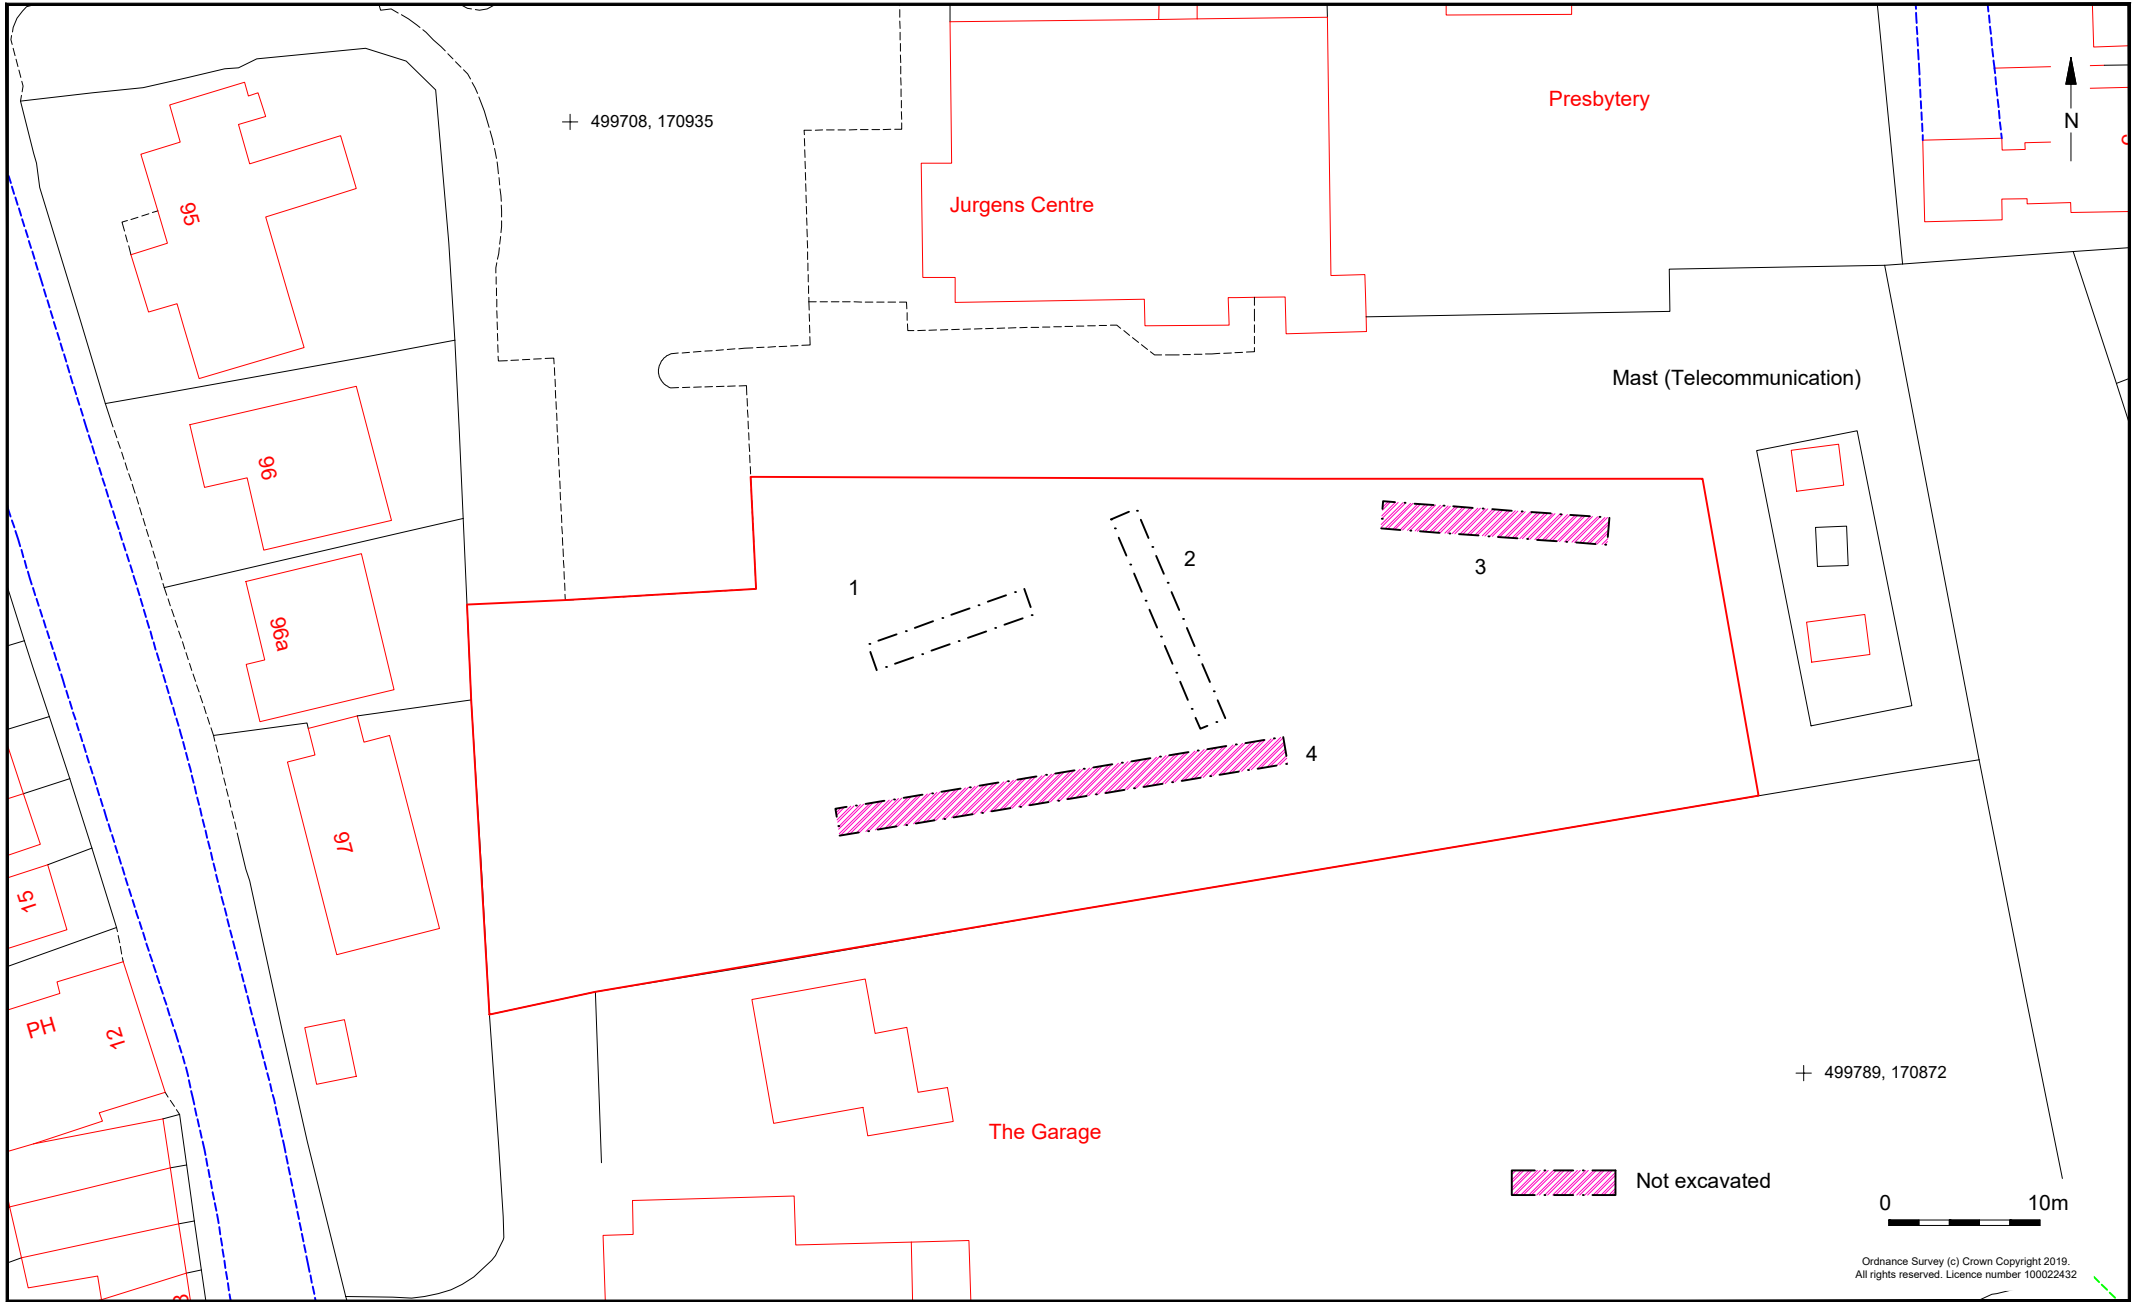 Presbytery
499708, 170935
N
Jurgens Centre
95
Mast (Telecommunication)
96
2
3
1
96a
4
97
15
PH
12
499789, 170872
The Garage
Not excavated
0 10m
Ordnance Survey (c) Crown Copyright 2019.
All rights reserved. Licence number 100022432